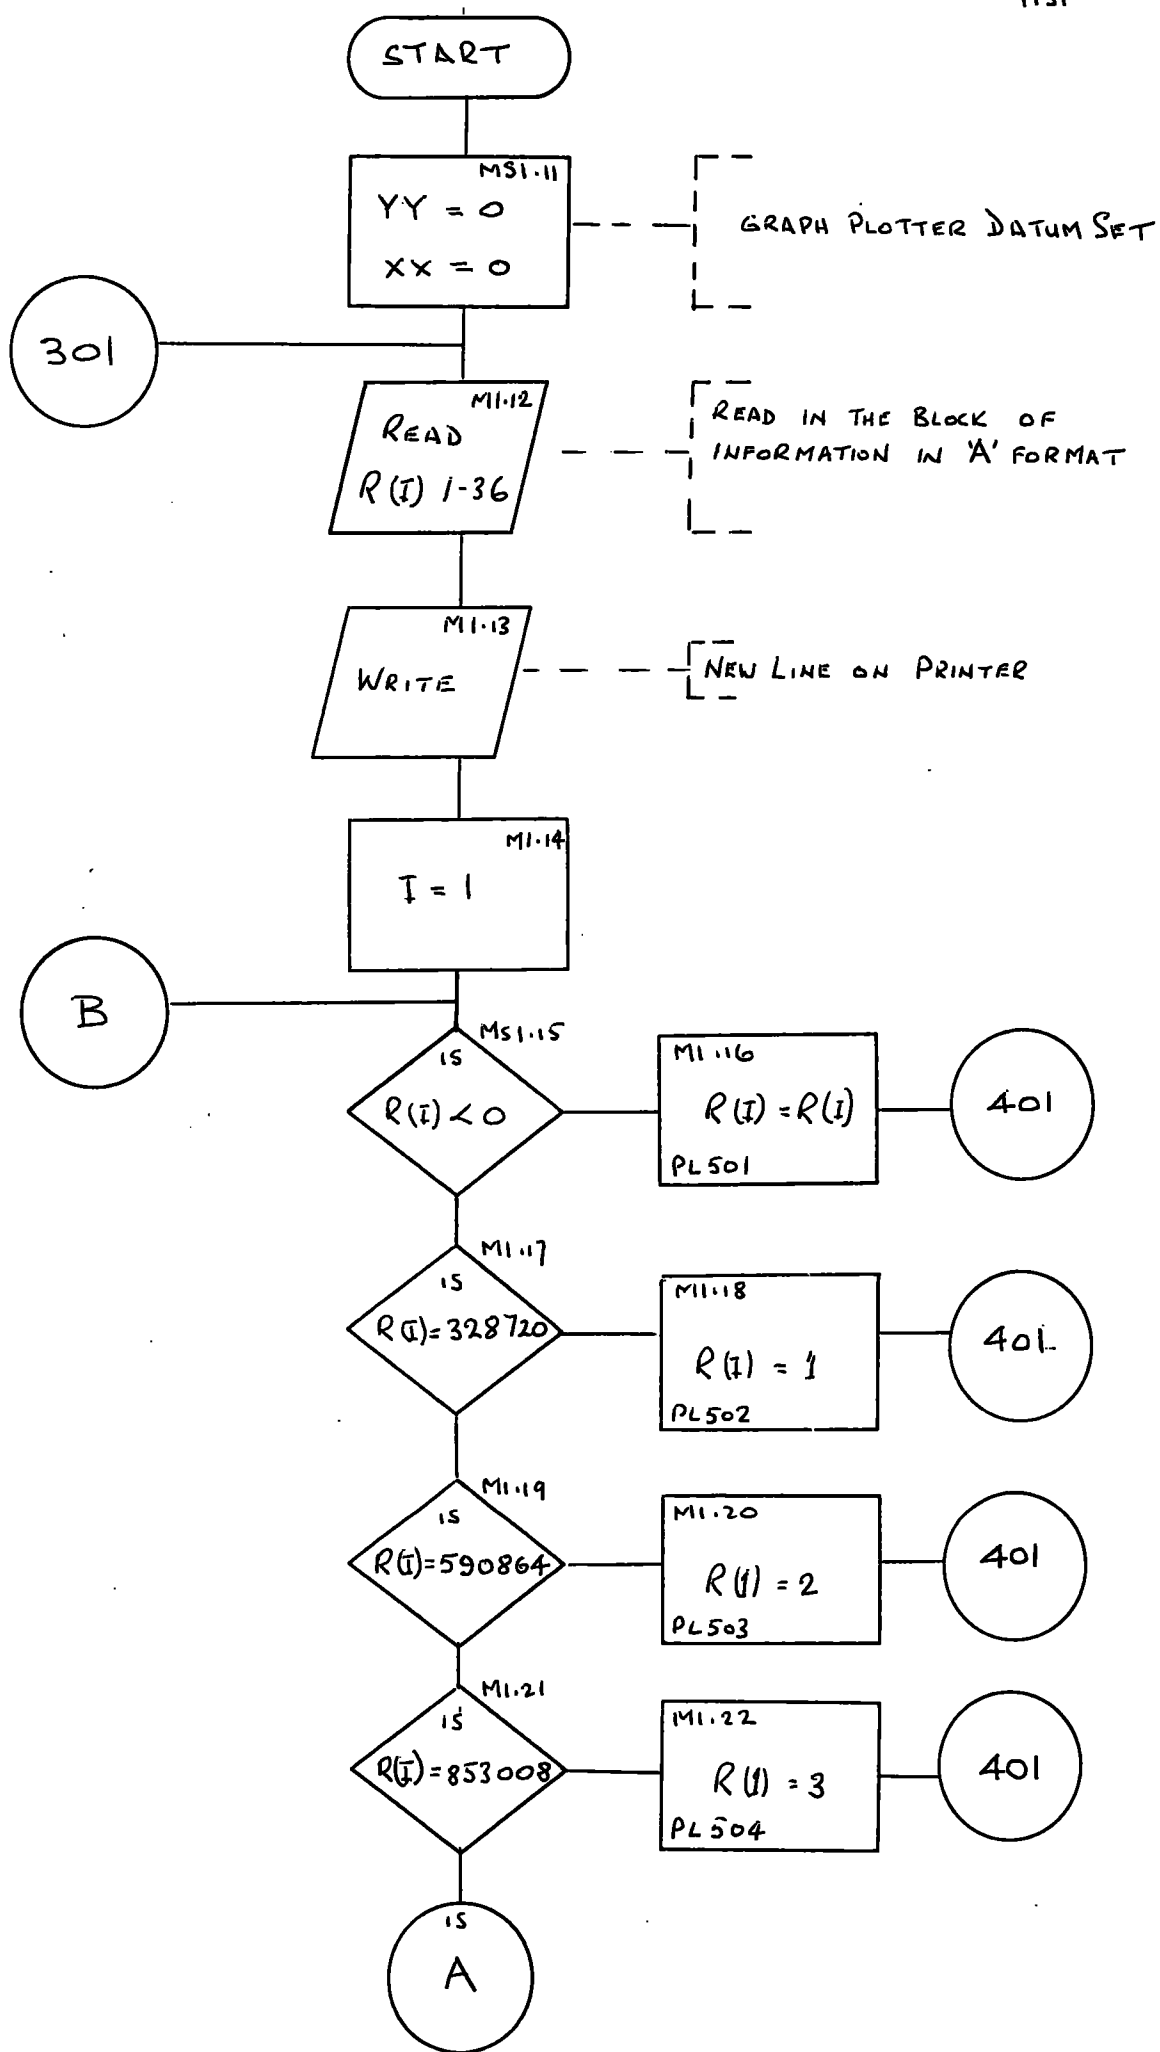 START
MS1.11
YY = 0
XX = 0
GRAPH PLOTTER DATUM SET
301
M1.12
READ
R(I) 1-36
READ IN THE BLOCK OF
INFORMATION IN 'A' FORMAT
M1.13
WRITE
NEW LINE ON PRINTER
M1.14
I = 1
B
MS1.15
IS
R(I) < 0
M1.16
R(I) = R(I)
PL501
401
M1.17
IS
R(I)=328720
M1.18
R(I) = 1
PL502
401
M1.19
IS
R(I)=590864
M1.20
R(I) = 2
PL503
401
M1.21
IS
R(I)=853008
M1.22
R(I) = 3
PL504
401
IS
A